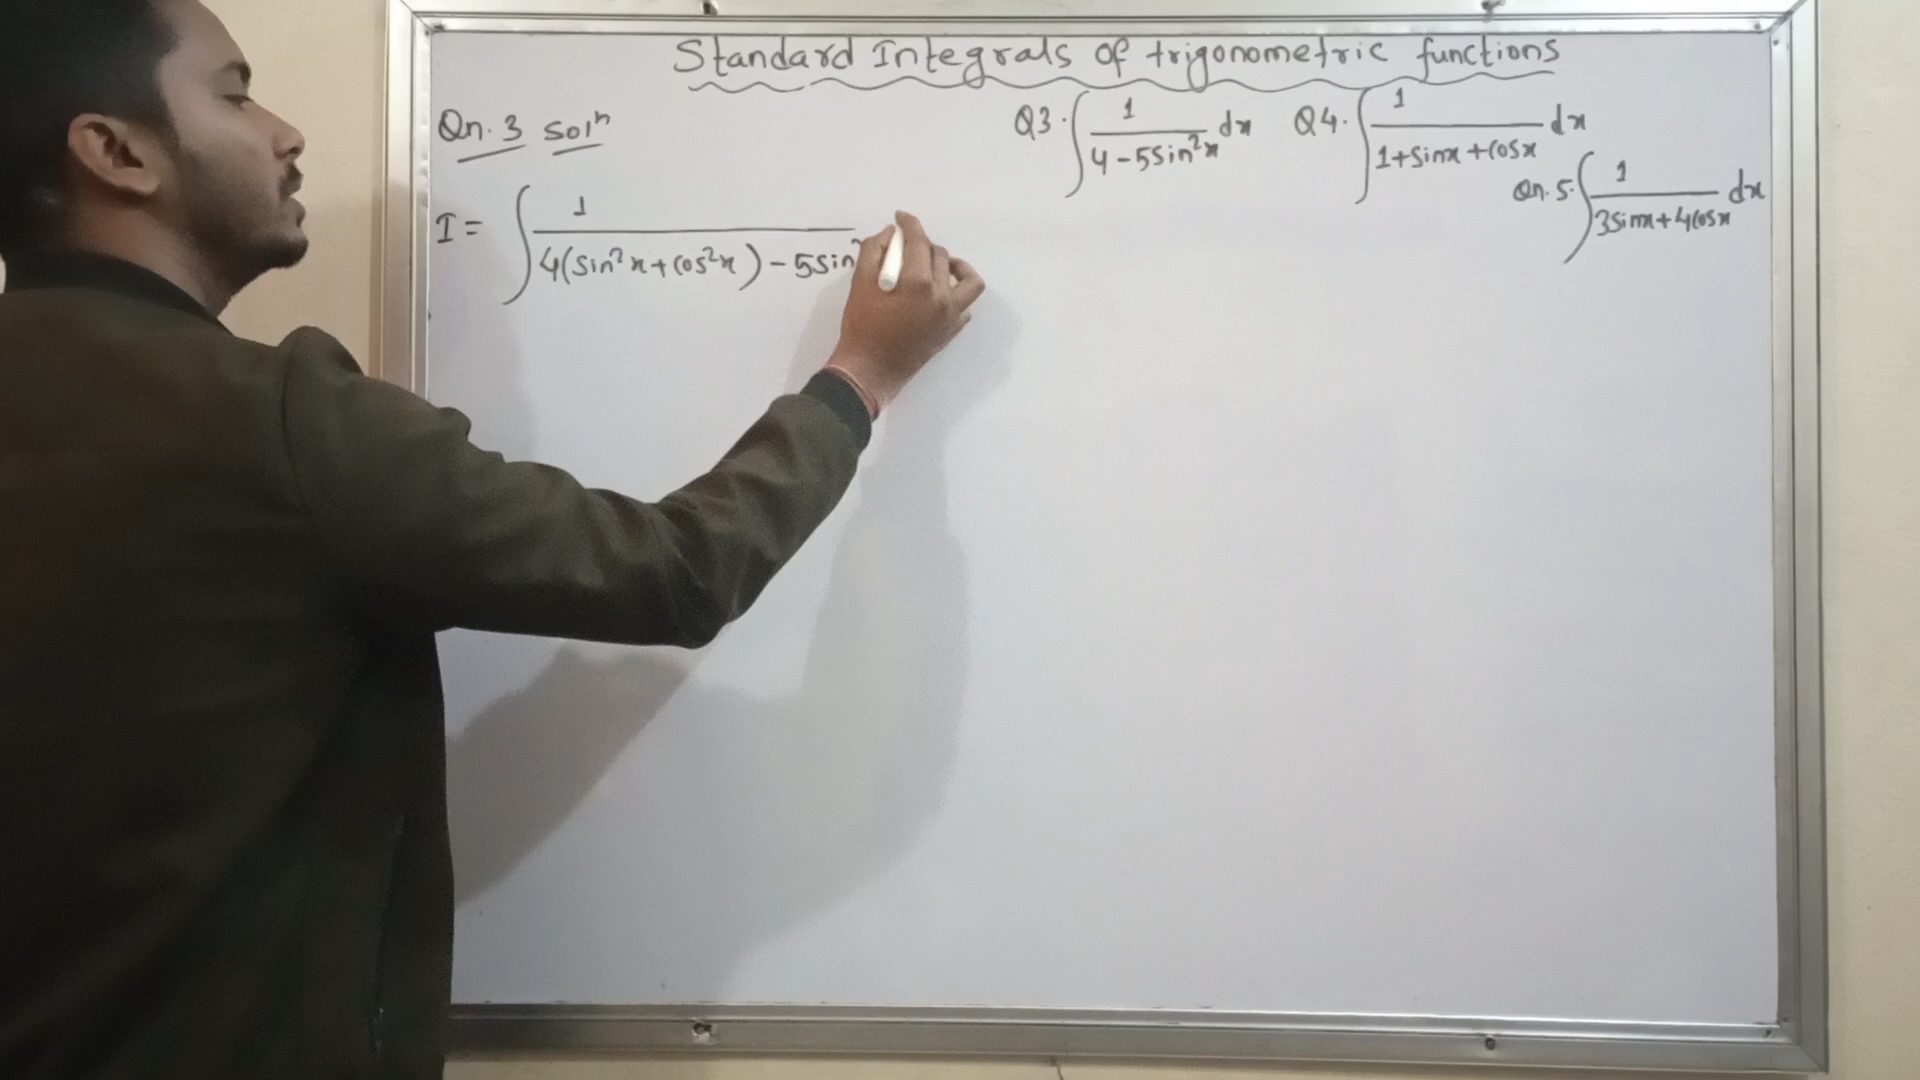 Standard Integrals Of trigonometric functions
Qn. 3 Solⁿ
Q3. ∫ 1/(4 - 5sin²x) dx Q4. ∫ 1/(1+sinx+cosx) dx
Qn. 5. ∫ 1/(3sinx+4cosx) dx
I = ∫ 1/(4(sin²x+cos²x) - 5sin²